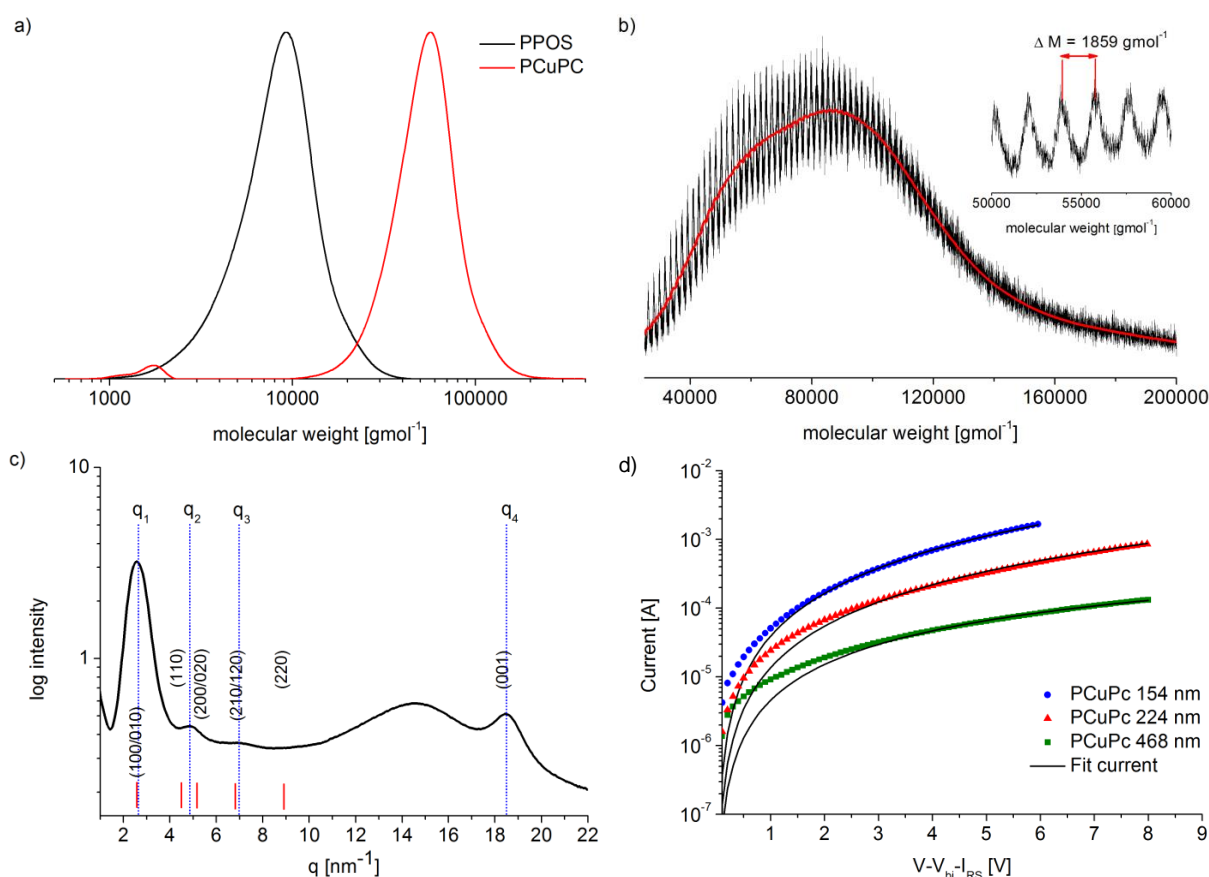 a)
PPOS
PCuPC
1000
10000
100000
molecular weight [gmol⁻¹]
b)
Δ M = 1859 gmol⁻¹
50000
55000
60000
molecular weight [gmol⁻¹]
40000
80000
120000
160000
200000
molecular weight [gmol⁻¹]
c)
10
1
log intensity
q₁
q₂
q₃
q₄
(100/010)
(110)
(200/020)
(210/120)
(220)
(001)
2
4
6
8
10
12
14
16
18
20
22
q [nm⁻¹]
d)
10⁻²
10⁻³
10⁻⁴
10⁻⁵
10⁻⁶
10⁻⁷
Current [A]
PCuPc 154 nm
PCuPc 224 nm
PCuPc 468 nm
Fit current
1
2
3
4
5
6
7
8
9
V-V_bi-I_RS [V]